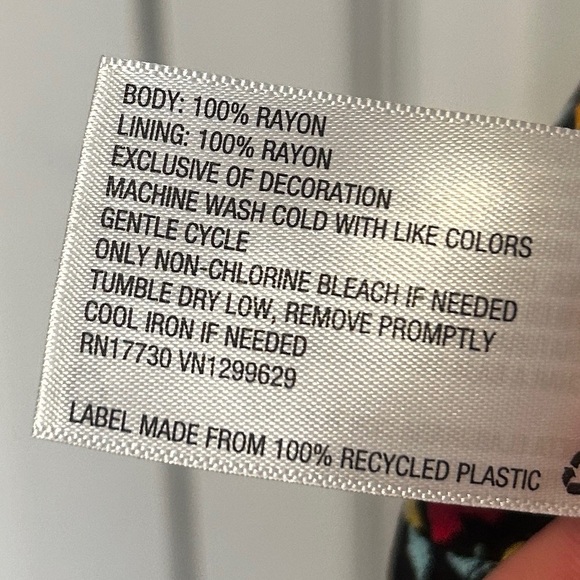 BODY: 100% RAYON
LINING: 100% RAYON
EXCLUSIVE OF DECORATION
MACHINE WASH COLD WITH LIKE COLORS
GENTLE CYCLE
ONLY NON-CHLORINE BLEACH IF NEEDED
TUMBLE DRY LOW, REMOVE PROMPTLY
COOL IRON IF NEEDED
RN17730 VN1299629
LABEL MADE FROM 100% RECYCLED PLASTIC